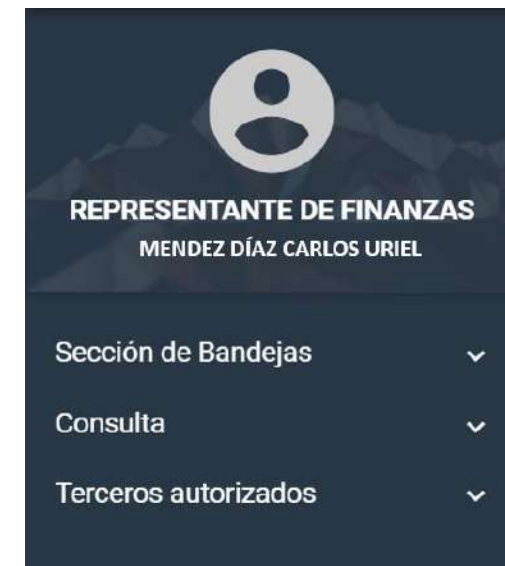 REPRESENTANTE DE FINANZAS
MENDEZ DÍAZ CARLOS URIEL
Sección de Bandejas
Consulta
Terceros autorizados